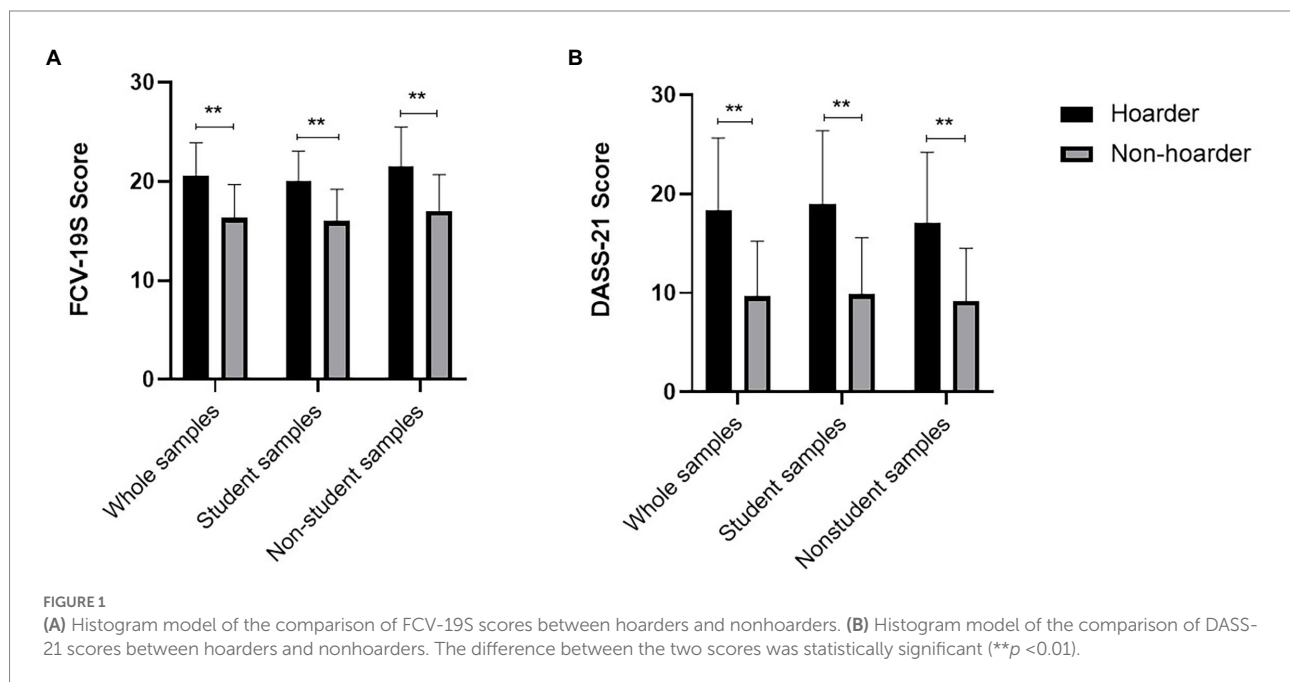 A
30
20
10
0
FCV-19S Score
**
**
**
Whole samples
Student samples
Non-student samples
B
30
20
10
0
DASS-21 Score
**
**
**
Whole samples
Student samples
Nonstudent samples
Hoarder
Non-hoarder
FIGURE 1
(A) Histogram model of the comparison of FCV-19S scores between hoarders and nonhoarders. (B) Histogram model of the comparison of DASS-
21 scores between hoarders and nonhoarders. The difference between the two scores was statistically significant (**p <0.01).